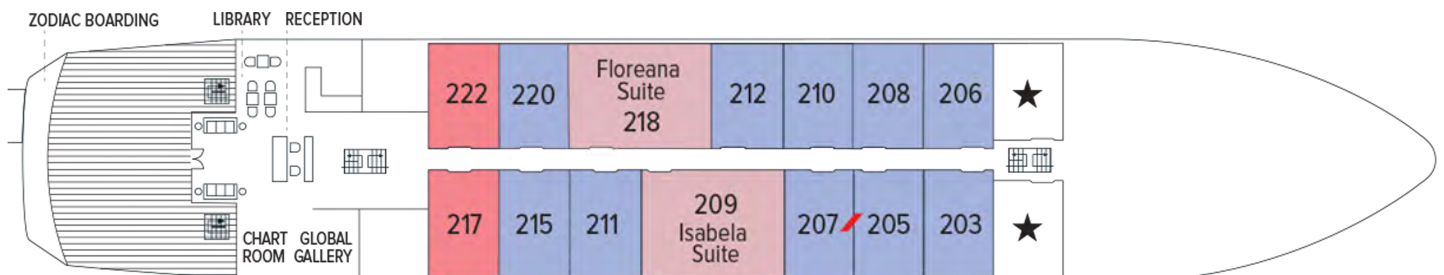 ZODIAC BOARDING
LIBRARY
RECEPTION
222
220
Floreana
Suite
218
212
210
208
206
217
215
211
209
Isabela
Suite
207
205
203
CHART
ROOM
GLOBAL
GALLERY